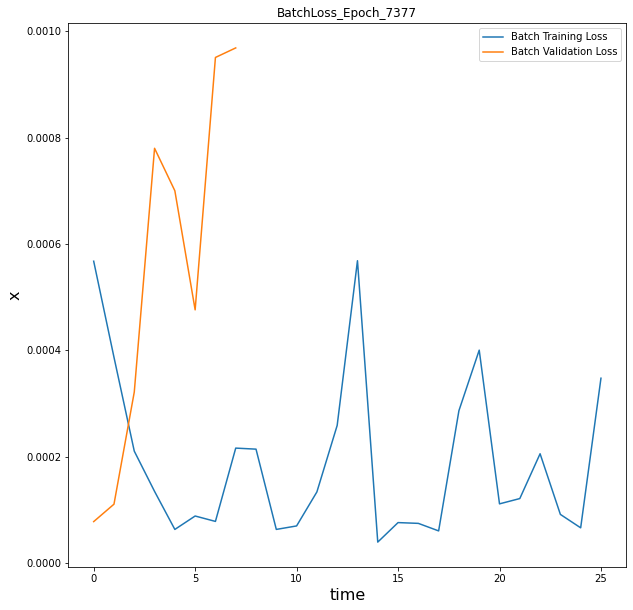 BatchLoss_Epoch_7377
Batch Training Loss
Batch Validation Loss
0.0010
0.0008
0.0006
0.0004
0.0002
0.0000
x
0 5 10 15 20 25
time